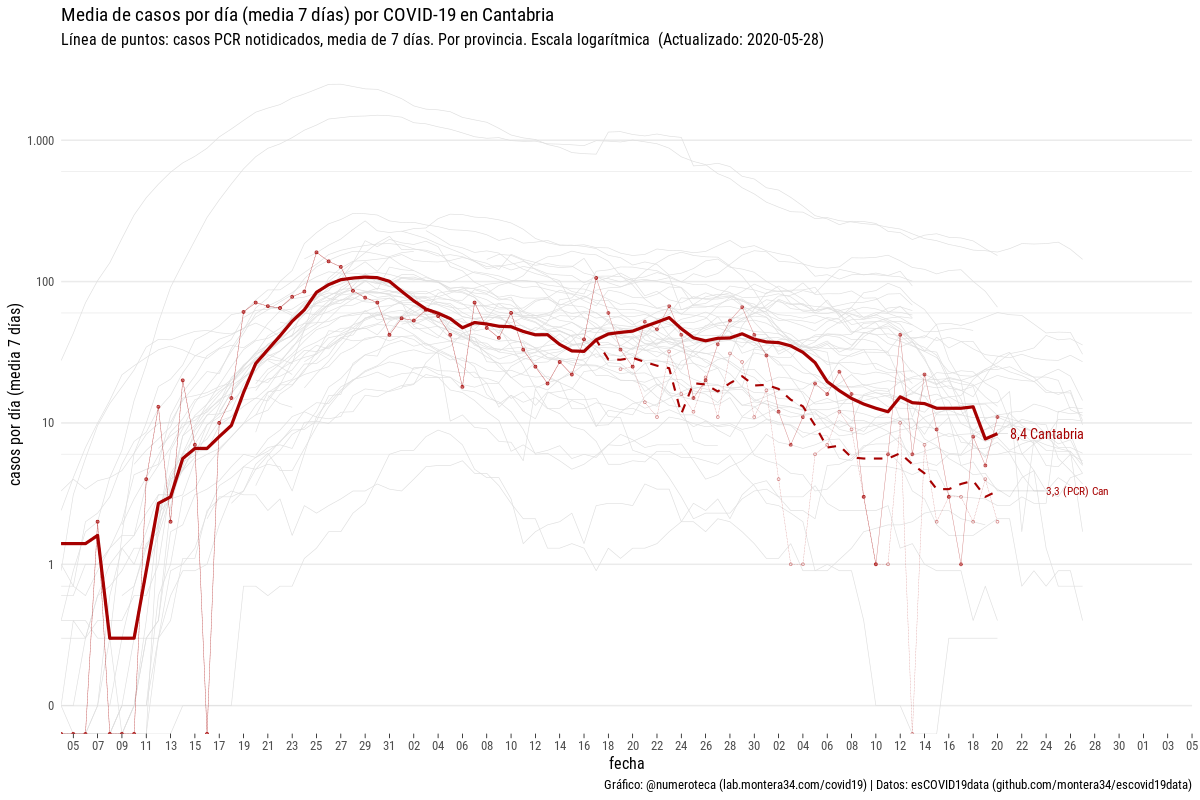 Media de casos por día (media 7 días) por COVID-19 en Cantabria
Línea de puntos: casos PCR notidicados, media de 7 días. Por provincia. Escala logarítmica (Actualizado: 2020-05-28)
casos por día (media 7 días)
1.000
100
10
1
0
8,4 Cantabria
3,3 (PCR) Can
05 07 09 11 13 15 17 19 21 23 25 27 29 31 02 04 06 08 10 12 14 16 18 20 22 24 26 28 30 02 04 06 08 10 12 14 16 18 20 22 24 26 28 30 01 03 05
fecha
Gráfico: @numeroteca (lab.montera34.com/covid19) | Datos: esCOVID19data (github.com/montera34/escovid19data)